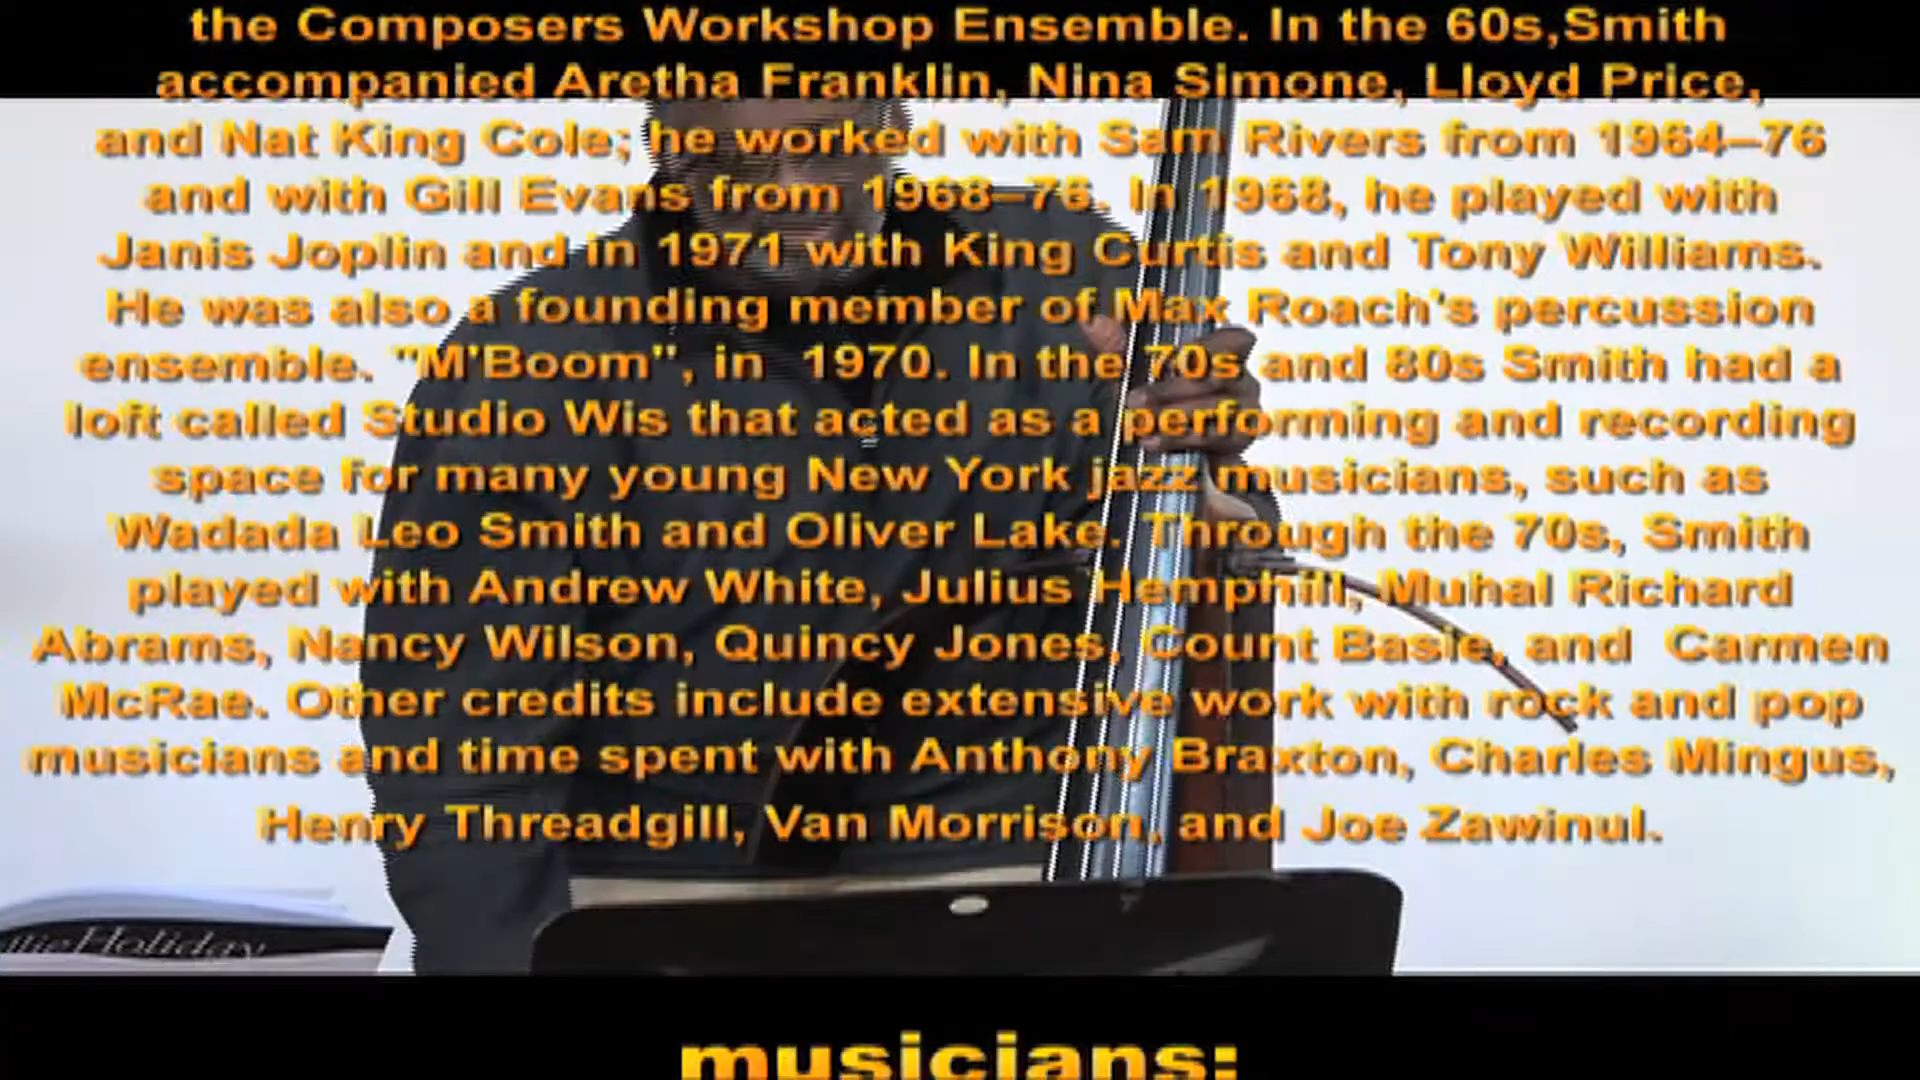 the Composers Workshop Ensemble. In the 60s,Smith
accompanied Aretha Franklin, Nina Simone, Lloyd Price,
and Nat King Cole; he worked with Sam Rivers from 1964–76
and with Gill Evans from 1968–76. In 1968, he played with
Janis Joplin and in 1971 with King Curtis and Tony Williams.
He was also a founding member of Max Roach's percussion
ensemble. "M'Boom", in  1970. In the 70s and 80s Smith had a
loft called Studio Wis that acted as a performing and recording
space for many young New York jazz musicians, such as
Wadada Leo Smith and Oliver Lake. Through the 70s, Smith
played with Andrew White, Julius Hemphill, Muhal Richard
Abrams, Nancy Wilson, Quincy Jones, Count Basie, and  Carmen
McRae. Other credits include extensive work with rock and pop
musicians and time spent with Anthony Braxton, Charles Mingus,
Henry Threadgill, Van Morrison, and Joe Zawinul.
Holiday
musicians: